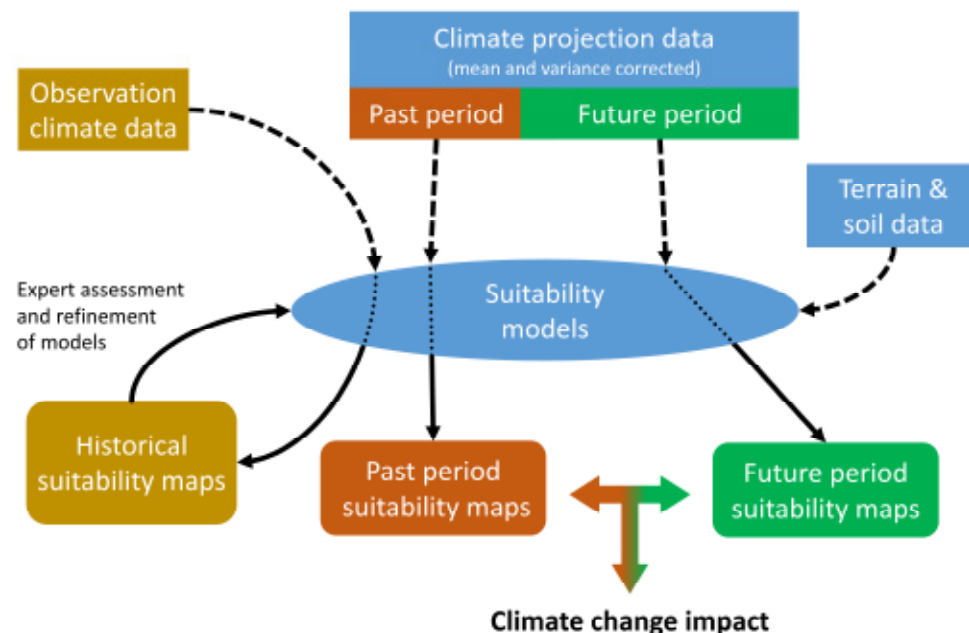 Climate projection data
(mean and variance corrected)
Observation
climate data
Past period
Future period
Terrain &
soil data
Expert assessment
and refinement
of models
Suitability
models
Historical
suitability maps
Past period
suitability maps
Future period
suitability maps
Climate change impact